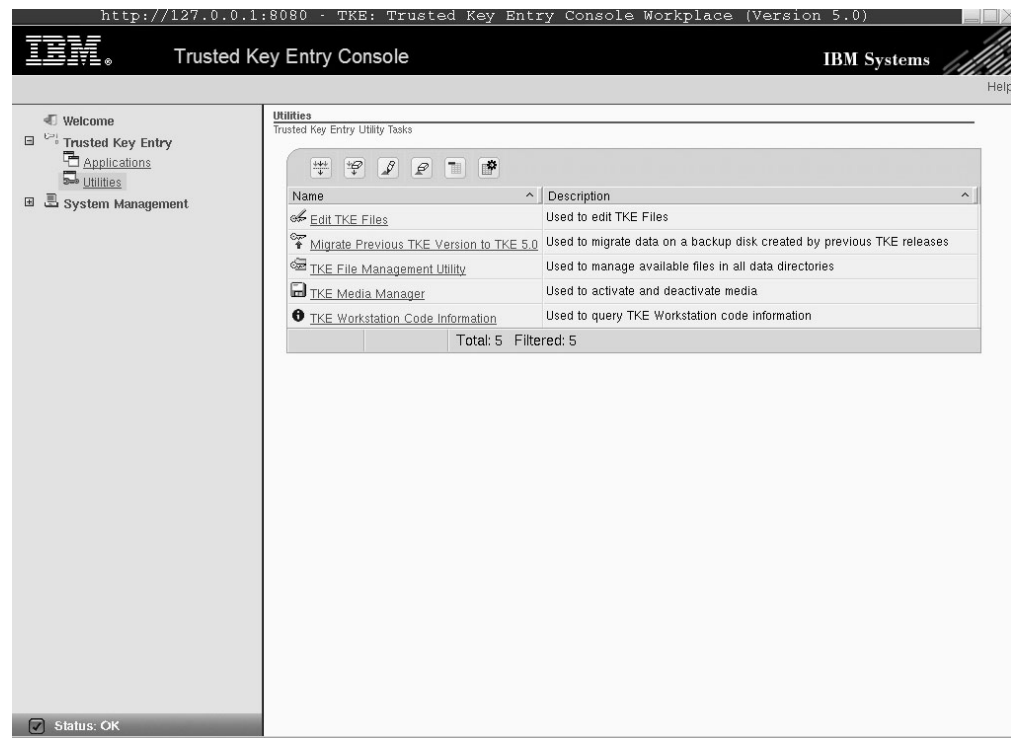 http://127.0.0.1:8080 - TKE: Trusted Key Entry Console Workplace (Version 5.0)
IBM® Trusted Key Entry Console IBM Systems
Help
Welcome
Trusted Key Entry
Applications
Utilities
System Management
Utilities
Trusted Key Entry Utility Tasks
Name Description
Edit TKE Files Used to edit TKE Files
Migrate Previous TKE Version to TKE 5.0 Used to migrate data on a backup disk created by previous TKE releases
TKE File Management Utility Used to manage available files in all data directories
TKE Media Manager Used to activate and deactivate media
TKE Workstation Code Information Used to query TKE Workstation code information
Total: 5 Filtered: 5
Status: OK